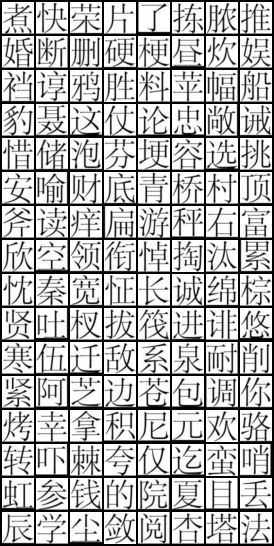 煮快荣片了拣脓推
婚断删硬梗昼炊娱
裆谆鸦胜料苹幅船
豹聂这仗论忠敞诫
惜储泡芬埂容选挑
安喻财底青桥村顶
斧读痒扁游秤右富
欣空领衔悼掏汰累
忱秦宽怔长诚绵棕
贤叶杈拔筏进诽悠
寒伍迁敌系泉耐削
紧阿芝边苍包调你
烤幸拿积尼元欢骆
转吓棘夸仅迄蛮哨
虹参钱的院夏目丢
辰学尘敛阅杏塔法